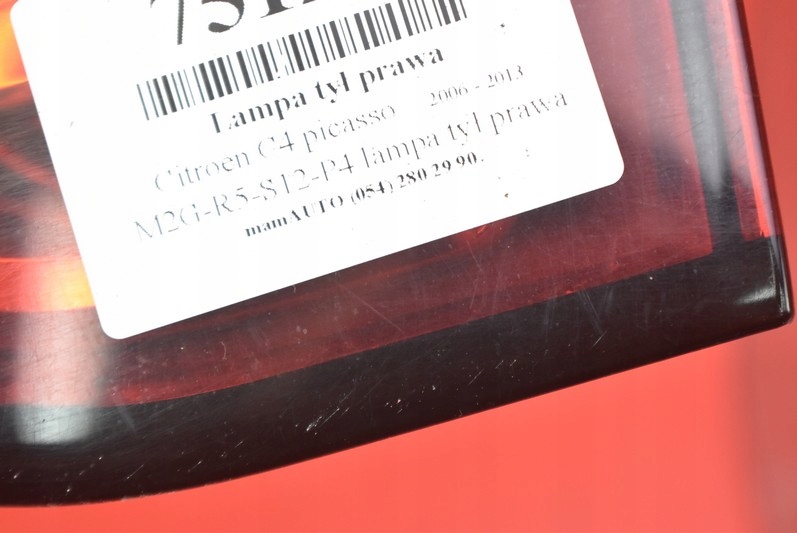 Lampa tył prawa
Citroen C4 picasso 2006 - 2013
M2G-R5-S12-P4 lampa tył prawa
mamAUTO (054) 280 29 90.